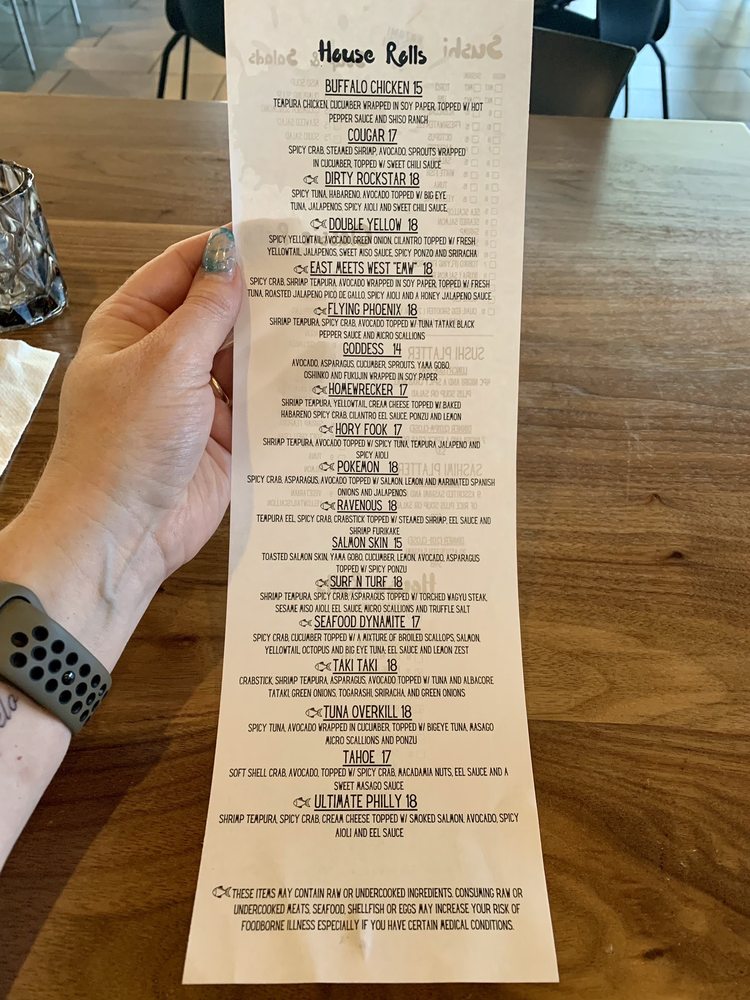 House Rolls
BUFFALO CHICKEN 15
TEMPURA CHICKEN, CUCUMBER WRAPPED IN SOY PAPER, TOPPED W/ HOT
PEPPER SAUCE AND SHISO RANCH
COUGAR 17
SPICY CRAB, STEAMED SHRIMP, AVOCADO, SPROUTS WRAPPED
IN CUCUMBER, TOPPED W/ SWEET CHILI SAUCE
DIRTY ROCKSTAR 18
SPICY TUNA, HABARENO, AVOCADO TOPPED W/ BIG EYE
TUNA, JALAPENOS, SPICY AIOLI AND SWEET CHILI SAUCE,
DOUBLE YELLOW 18
SPICY YELLOWTAIL, AVOCADO, GREEN ONION, CILANTRO TOPPED W/ FRESH
YELLOWTAIL, JALAPENOS, SWEET MISO SAUCE, SPICY PONZO AND SRIRACHA
EAST MEETS WEST "EMW" 18
SPICY CRAB, SHRIMP TEMPURA, AVOCADO WRAPPED IN SOY PAPER, TOPPED W/ FRESH
TUNA, ROASTED JALAPENO PICO DE GALLO, SPICY AIOLI AND A HONEY JALAPENO SAUCE
FLYING PHOENIX 18
SHRIMP TEMPURA, SPICY CRAB, AVOCADO TOPPED W/ TUNA TATAKI BLACK
PEPPER SAUCE AND MICRO SCALLIONS
GODDESS 14
AVOCADO, ASPARAGUS, CUCUMBER, SPROUTS, YAMA GOBO,
OSHINKO AND FUKUJIN WRAPPED IN SOY PAPER
HOMEWRECKER 17
SHRIMP TEMPURA, YELLOWTAIL, CREAM CHEESE TOPPED W/ BAKED
HABARENO SPICY CRAB, CILANTRO EEL SAUCE PONZU AND LEMON
HORY FOOK 17
SHRIMP TEMPURA, AVOCADO TOPPED W/ SPICY TUNA, TEMPURA JALAPENO AND
SPICY AIOLI
POKEMON 18
SPICY CRAB, ASPARAGUS, AVOCADO TOPPED W/ SALMON, LEMON AND MARINATED SPANISH
ONIONS AND JALAPENOS
RAVENOUS 18
TEMPURA EEL, SPICY CRAB, CRABSTICK TOPPED W/ STEAMED SHRIMP, EEL SAUCE AND
SHRIMP FURIKAKE
SALMON SKIN 15
TOASTED SALMON SKIN, YAMA GOBO, CUCUMBER, LEMON, AVOCADO, ASPARAGUS
TOPPED W/ SPICY PONZU
SURF N TURF 18
SHRIMP TEMPURA, SPICY CRAB, ASPARAGUS TOPPED W/ TORCHED WAGYU STEAK,
SESAME MISO AIOLI, EEL SAUCE, MICRO SCALLIONS AND TRUFFLE SALT
SEAFOOD DYNAMITE 17
SPICY CRAB, CUCUMBER TOPPED W/ A MIXTURE OF BROILED SCALLOPS, SALMON,
YELLOWTAIL, OCTOPUS AND BIG EYE TUNA; EEL SAUCE AND LEMON ZEST
TAKI TAKI 18
CRABSTICK, SHRIMP TEMPURA, ASPARAGUS, AVOCADO TOPPED W/ TUNA AND ALBACORE
TATAKI, GREEN ONIONS, TOGARASHI, SRIRACHA, AND GREEN ONIONS
TUNA OVERKILL 18
SPICY TUNA, AVOCADO WRAPPED IN CUCUMBER, TOPPED W/ BIGEYE TUNA, MASAGO
MICRO SCALLIONS AND PONZU
TAHOE 17
SOFT SHELL CRAB, AVOCADO, TOPPED W/ SPICY CRAB, MACADAMIA NUTS, EEL SAUCE AND A
SWEET MASAGO SAUCE
ULTIMATE PHILLY 18
SHRIMP TEMPURA, SPICY CRAB, CREAM CHEESE TOPPED W/ SMOKED SALMON, AVOCADO, SPICY
AIOLI AND EEL SAUCE
THESE ITEMS MAY CONTAIN RAW OR UNDERCOOKED INGREDIENTS. CONSUMING RAW OR
UNDERCOOKED MEATS, SEAFOOD, SHELLFISH OR EGGS MAY INCREASE YOUR RISK OF
FOODBORNE ILLNESS ESPECIALLY IF YOU HAVE CERTAIN MEDICAL CONDITIONS.